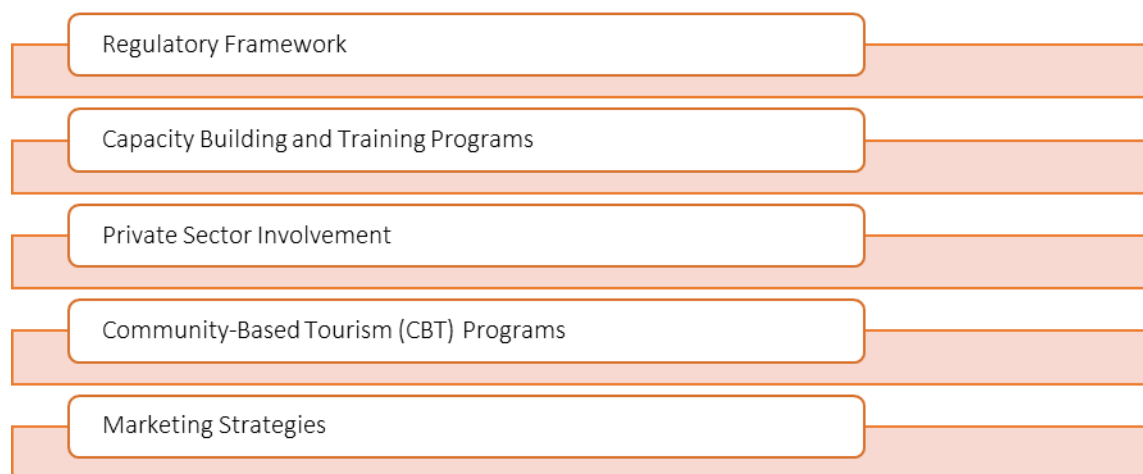 Regulatory Framework
Capacity Building and Training Programs
Private Sector Involvement
Community-Based Tourism (CBT) Programs
Marketing Strategies